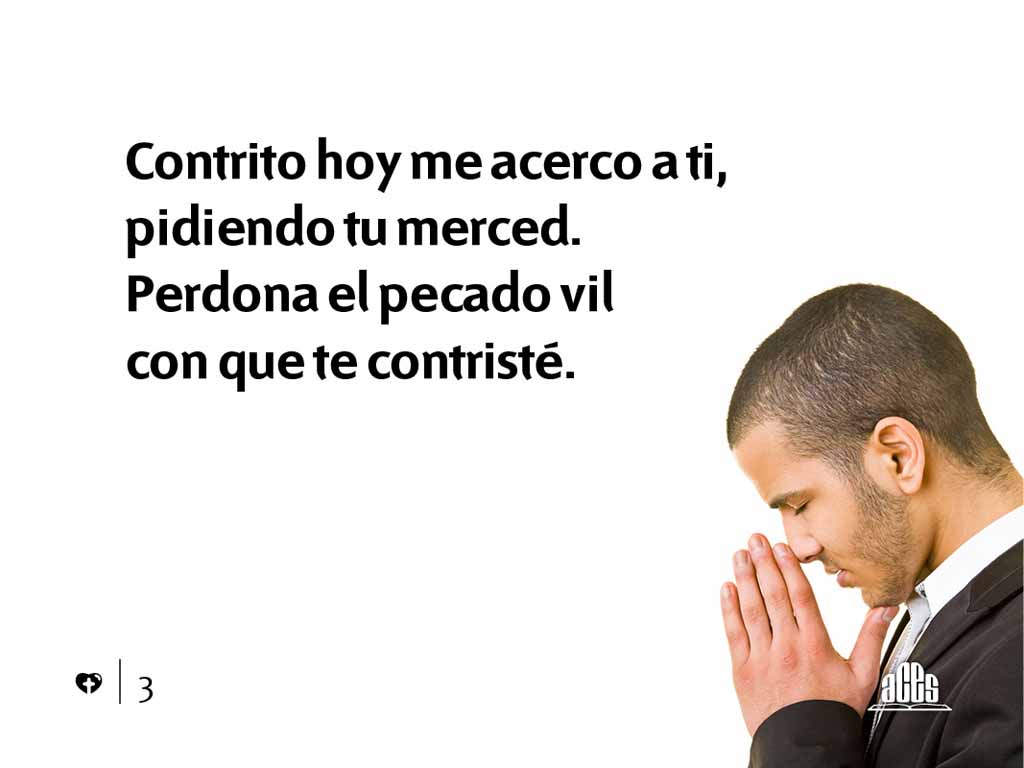 Contrito hoy me acerco a ti,
pidiendo tu merced.
Perdona el pecado vil
con que te contristé.
3
aces